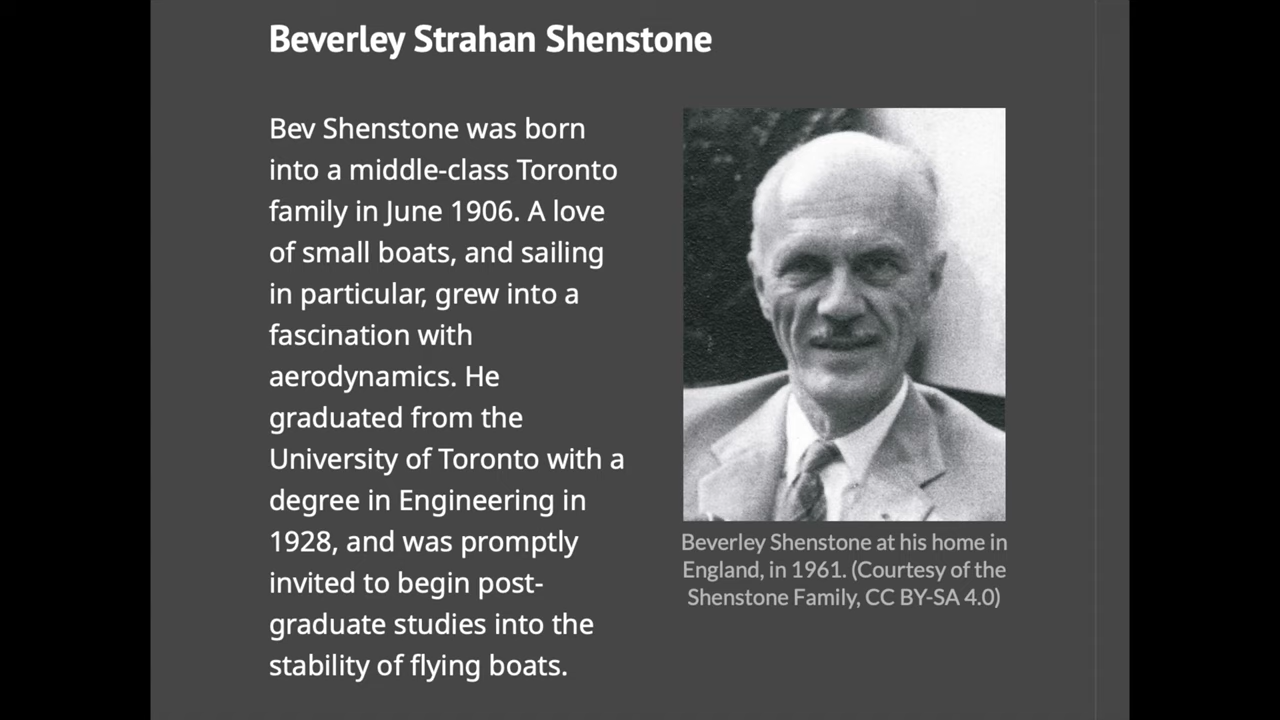 Beverley Strahan Shenstone
Bev Shenstone was born
into a middle-class Toronto
family in June 1906. A love
of small boats, and sailing
in particular, grew into a
fascination with
aerodynamics. He
graduated from the
University of Toronto with a
degree in Engineering in
1928, and was promptly
invited to begin post-
graduate studies into the
stability of flying boats.
Beverley Shenstone at his home in
England, in 1961. (Courtesy of the
Shenstone Family, CC BY-SA 4.0)